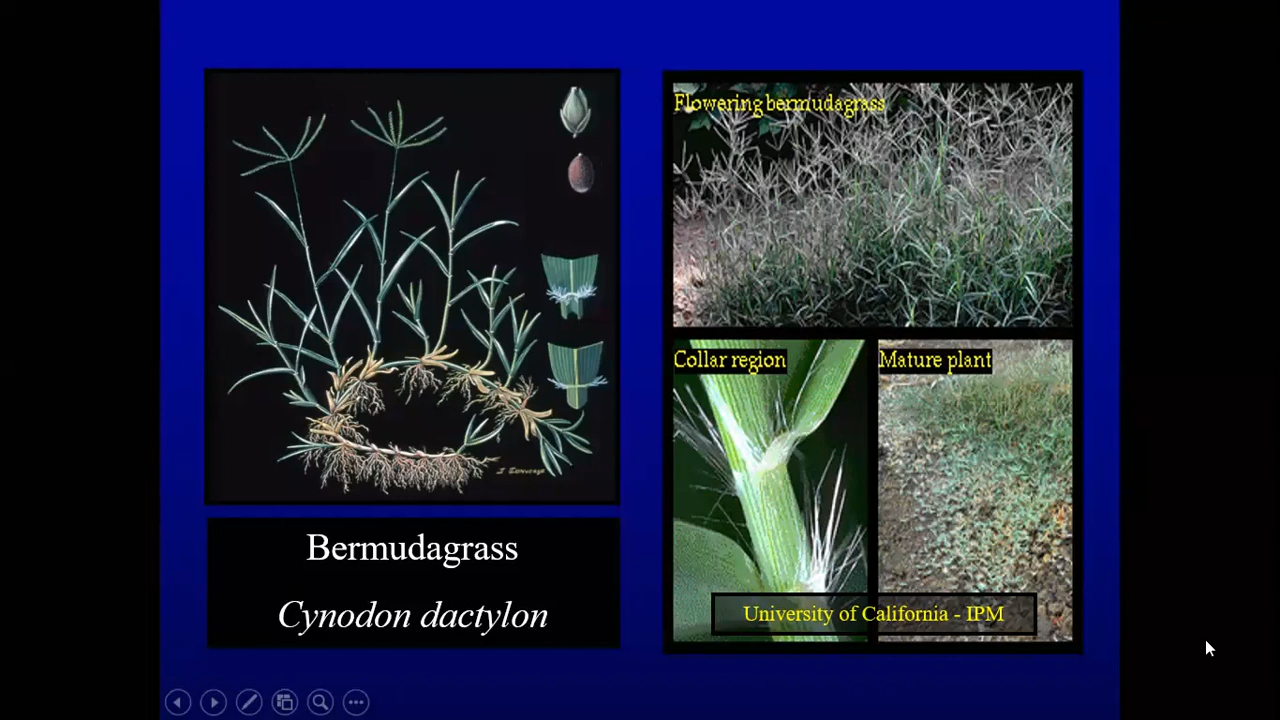 Bermudagrass
Cynodon dactylon
Flowering bermudagrass
Collar region
Mature plant
University of California - IPM